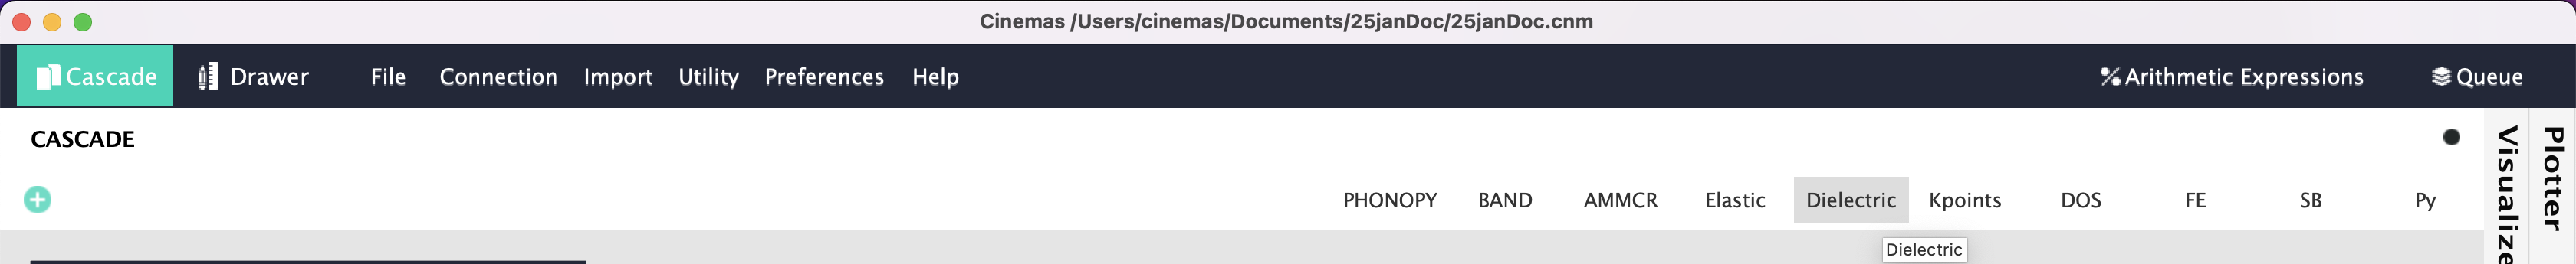 Cinemas /Users/cinemas/Documents/25janDoc/25janDoc.cnm
Cascade Drawer File Connection Import Utility Preferences Help Arithmetic Expressions Queue
CASCADE
PHONOPY BAND AMMCR Elastic Dielectric Kpoints DOS FE SB Py
Dielectric
Visualize
Plotter